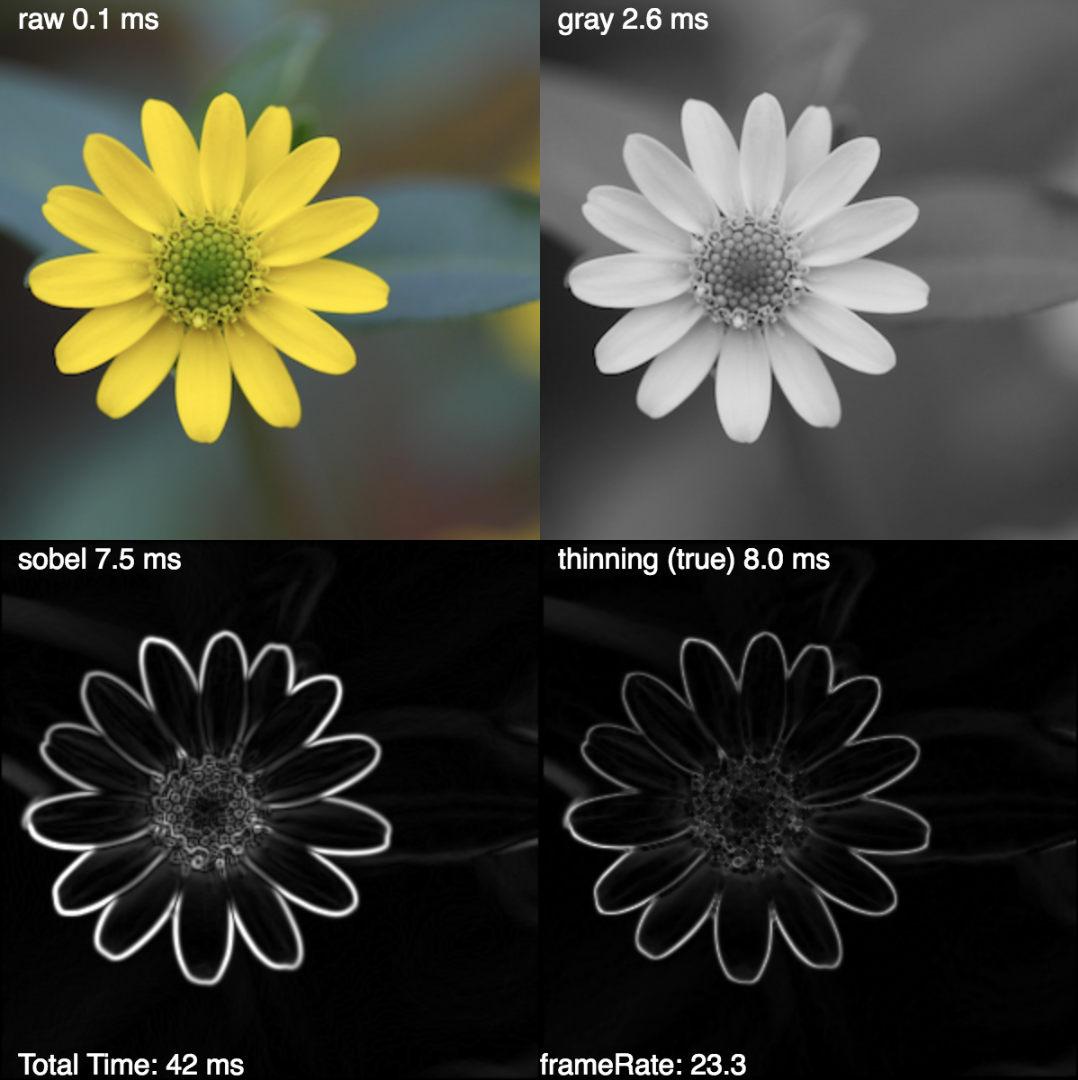 raw 0.1 ms
gray 2.6 ms
sobel 7.5 ms
thinning (true) 8.0 ms
Total Time: 42 ms
frameRate: 23.3